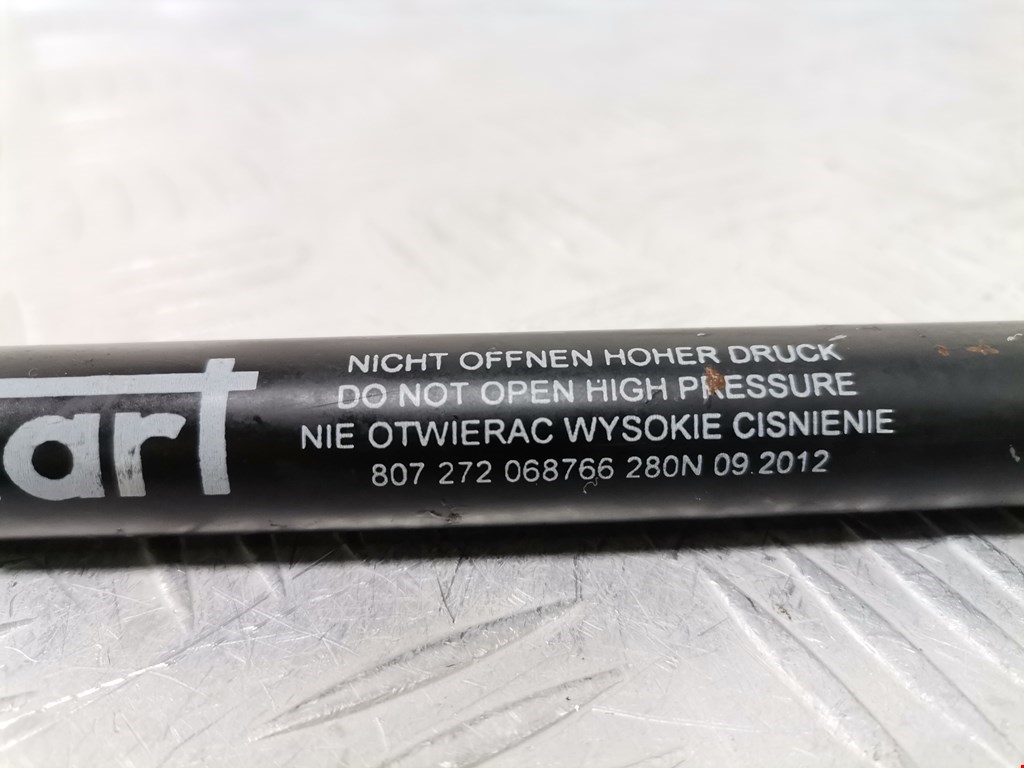 art
NICHT OFFNEN HOHER DRUCK
DO NOT OPEN HIGH PRESSURE
NIE OTWIERAC WYSOKIE CISNIENIE
807 272 068766 280N 09.2012